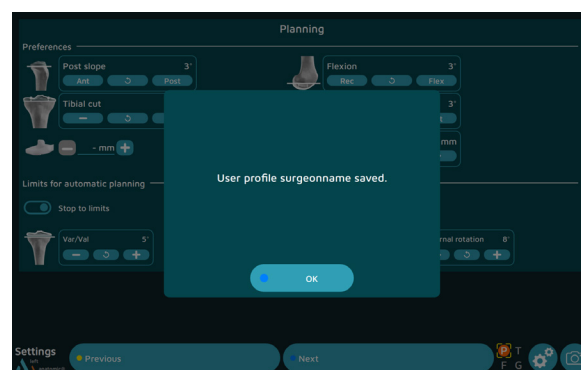 Planning
Preferences
Post slope 3°
Ant Post
Flexion 3°
Rec Flex
Tibial cut
3°
- mm
mm
User profile surgeonname saved.
Limits for automatic planning
Stop to limits
Var/Val 5°
rnal rotation 8°
OK
Settings
left
Previous
Next
P T
F G